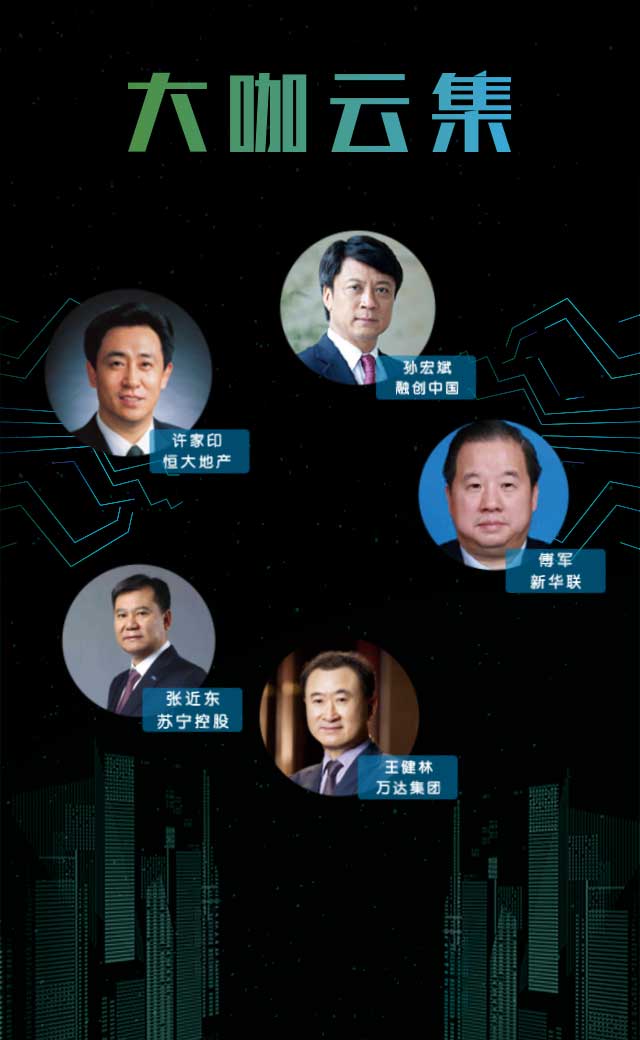 大咖云集
孙宏斌
融创中国
许家印
恒大地产
傅军
新华联
张近东
苏宁控股
王健林
万达集团